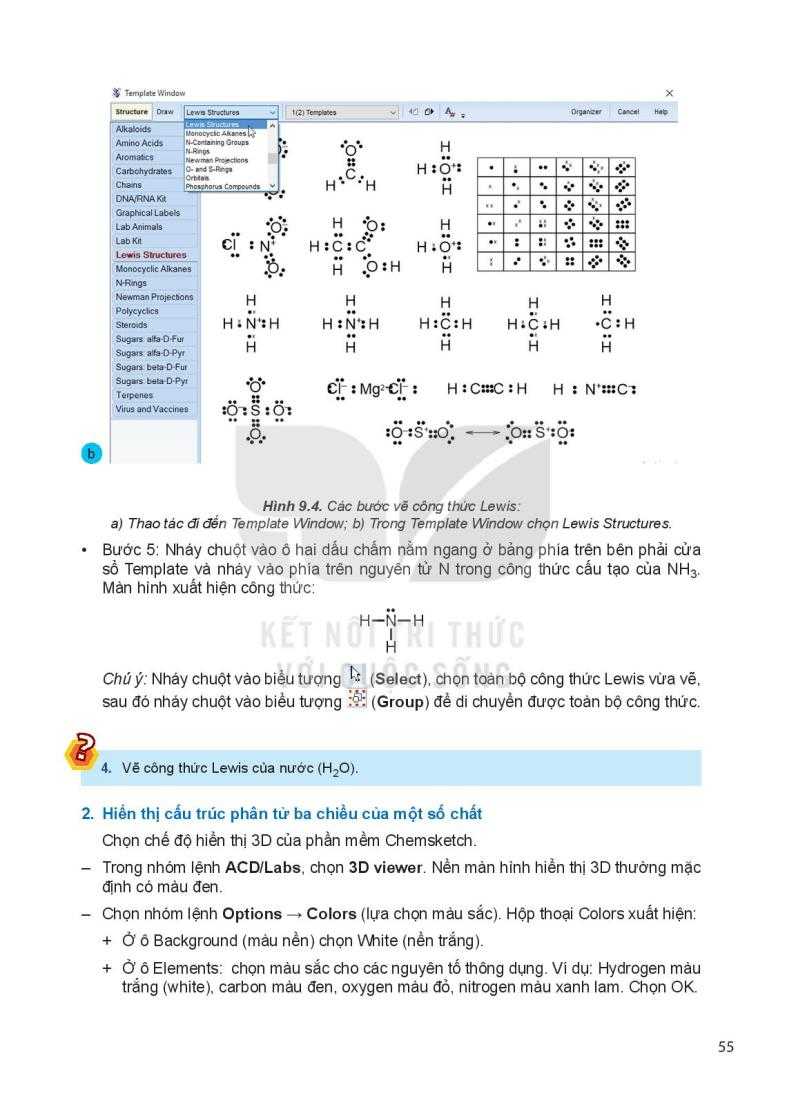 Template Window
Structure Draw Lewis Structures 1(2) Templates Organizer Cancel Help
Lewis Structures
Monocyclic Alkanes
N-Containing Groups
N-Rings
Newman Projections
O- and S-Rings
Orbitals
Phosphorus Compounds
Alkaloids
Amino Acids
Aromatics
Carbohydrates
Chains
DNA/RNA Kit
Graphical Labels
Lab Animals
Lab Kit
Lewis Structures
Monocyclic Alkanes
N-Rings
Newman Projections
Polycyclics
Steroids
Sugars: alfa-D-Fur
Sugars: alfa-D-Pyr
Sugars: beta-D-Fur
Sugars: beta-D-Pyr
Terpenes
Virus and Vaccines
b
Hình 9.4. Các bước vẽ công thức Lewis:
a) Thao tác đi đến Template Window; b) Trong Template Window chọn Lewis Structures.
• Bước 5: Nháy chuột vào ô hai dấu chấm nằm ngang ở bảng phía trên bên phải cửa
sổ Template và nháy vào phía trên nguyên tử N trong công thức cấu tạo của NH₃.
Màn hình xuất hiện công thức:
H–N–H
H
KẾT NỐI TRI THỨC
VỚI CUỘC SỐNG
Chú ý: Nháy chuột vào biểu tượng (Select), chọn toàn bộ công thức Lewis vừa vẽ,
sau đó nháy chuột vào biểu tượng (Group) để di chuyển được toàn bộ công thức.
?
4. Vẽ công thức Lewis của nước (H₂O).
2. Hiển thị cấu trúc phân tử ba chiều của một số chất
Chọn chế độ hiển thị 3D của phần mềm Chemsketch.
– Trong nhóm lệnh ACD/Labs, chọn 3D viewer. Nền màn hình hiển thị 3D thường mặc
định có màu đen.
– Chọn nhóm lệnh Options → Colors (lựa chọn màu sắc). Hộp thoại Colors xuất hiện:
+ Ở ô Background (màu nền) chọn White (nền trắng).
+ Ở ô Elements: chọn màu sắc cho các nguyên tố thông dụng. Ví dụ: Hydrogen màu
trắng (white), carbon màu đen, oxygen màu đỏ, nitrogen màu xanh lam. Chọn OK.
55